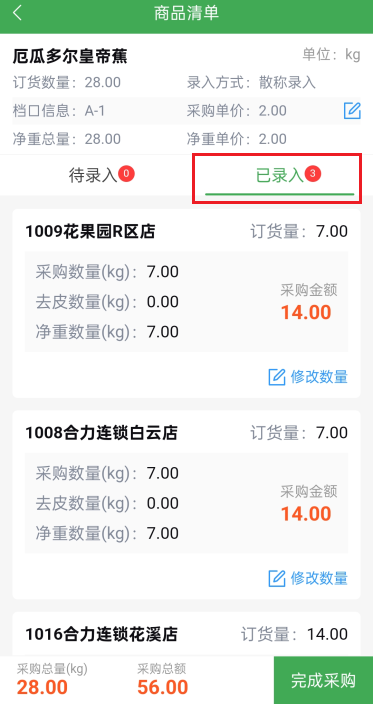 商品清单
厄瓜多尔皇帝蕉 单位：kg
订货数量：28.00 录入方式：散称录入
档口信息：A-1 采购单价：2.00
净重总量：28.00 净重单价：2.00
待录入 0 已录入 3
1009花果园R区店 订货量：7.00
采购数量(kg)：7.00
去皮数量(kg)：0.00
净重数量(kg)：7.00
采购金额
14.00
修改数量
1008合力连锁白云店 订货量：7.00
采购数量(kg)：7.00
去皮数量(kg)：0.00
净重数量(kg)：7.00
采购金额
14.00
修改数量
1016合力连锁花溪店 订货量：14.00
采购总量(kg) 采购总额
28.00 56.00
完成采购